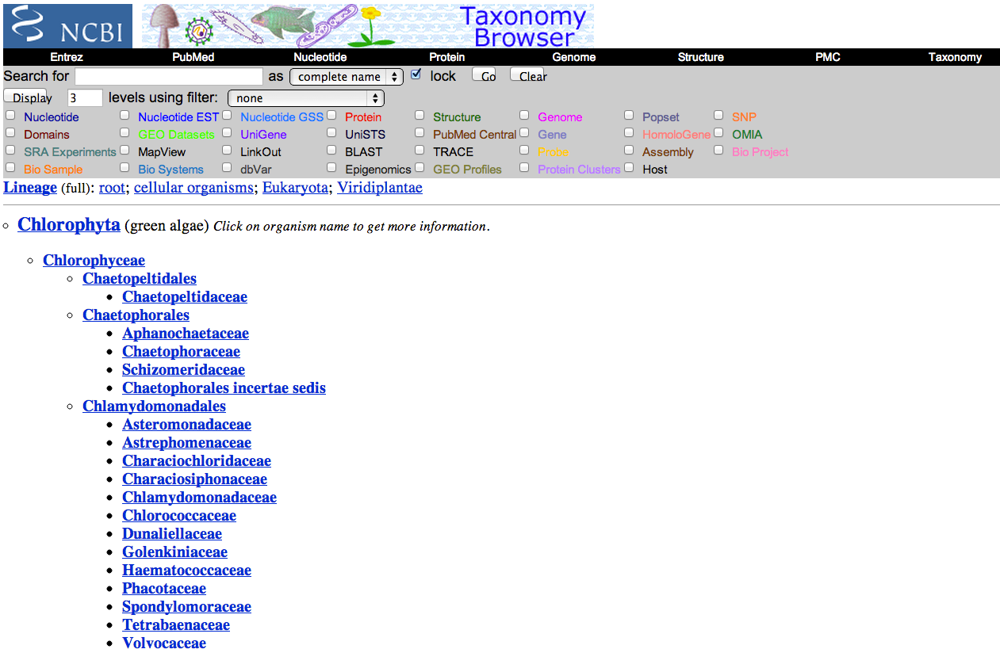 NCBI Taxonomy
Browser
Entrez PubMed Nucleotide Protein Genome Structure PMC Taxonomy
Search for as complete name lock Go Clear
Display 3 levels using filter: none
Nucleotide Nucleotide EST Nucleotide GSS Protein Structure Genome Popset SNP
Domains GEO Datasets UniGene UniSTS PubMed Central Gene HomoloGene OMIA
SRA Experiments MapView LinkOut BLAST TRACE Probe Assembly Bio Project
Bio Sample Bio Systems dbVar Epigenomics GEO Profiles Protein Clusters Host
Lineage (full): root; cellular organisms; Eukaryota; Viridiplantae
Chlorophyta (green algae) Click on organism name to get more information.
Chlorophyceae
Chaetopeltidales
Chaetopeltidaceae
Chaetophorales
Aphanochaetaceae
Chaetophoraceae
Schizomeridaceae
Chaetophorales incertae sedis
Chlamydomonadales
Asteromonadaceae
Astrephomenaceae
Characiochloridaceae
Characiosiphonaceae
Chlamydomonadaceae
Chlorococcaceae
Dunaliellaceae
Golenkiniaceae
Haematococcaceae
Phacotaceae
Spondylomoraceae
Tetrabaenaceae
Volvocaceae